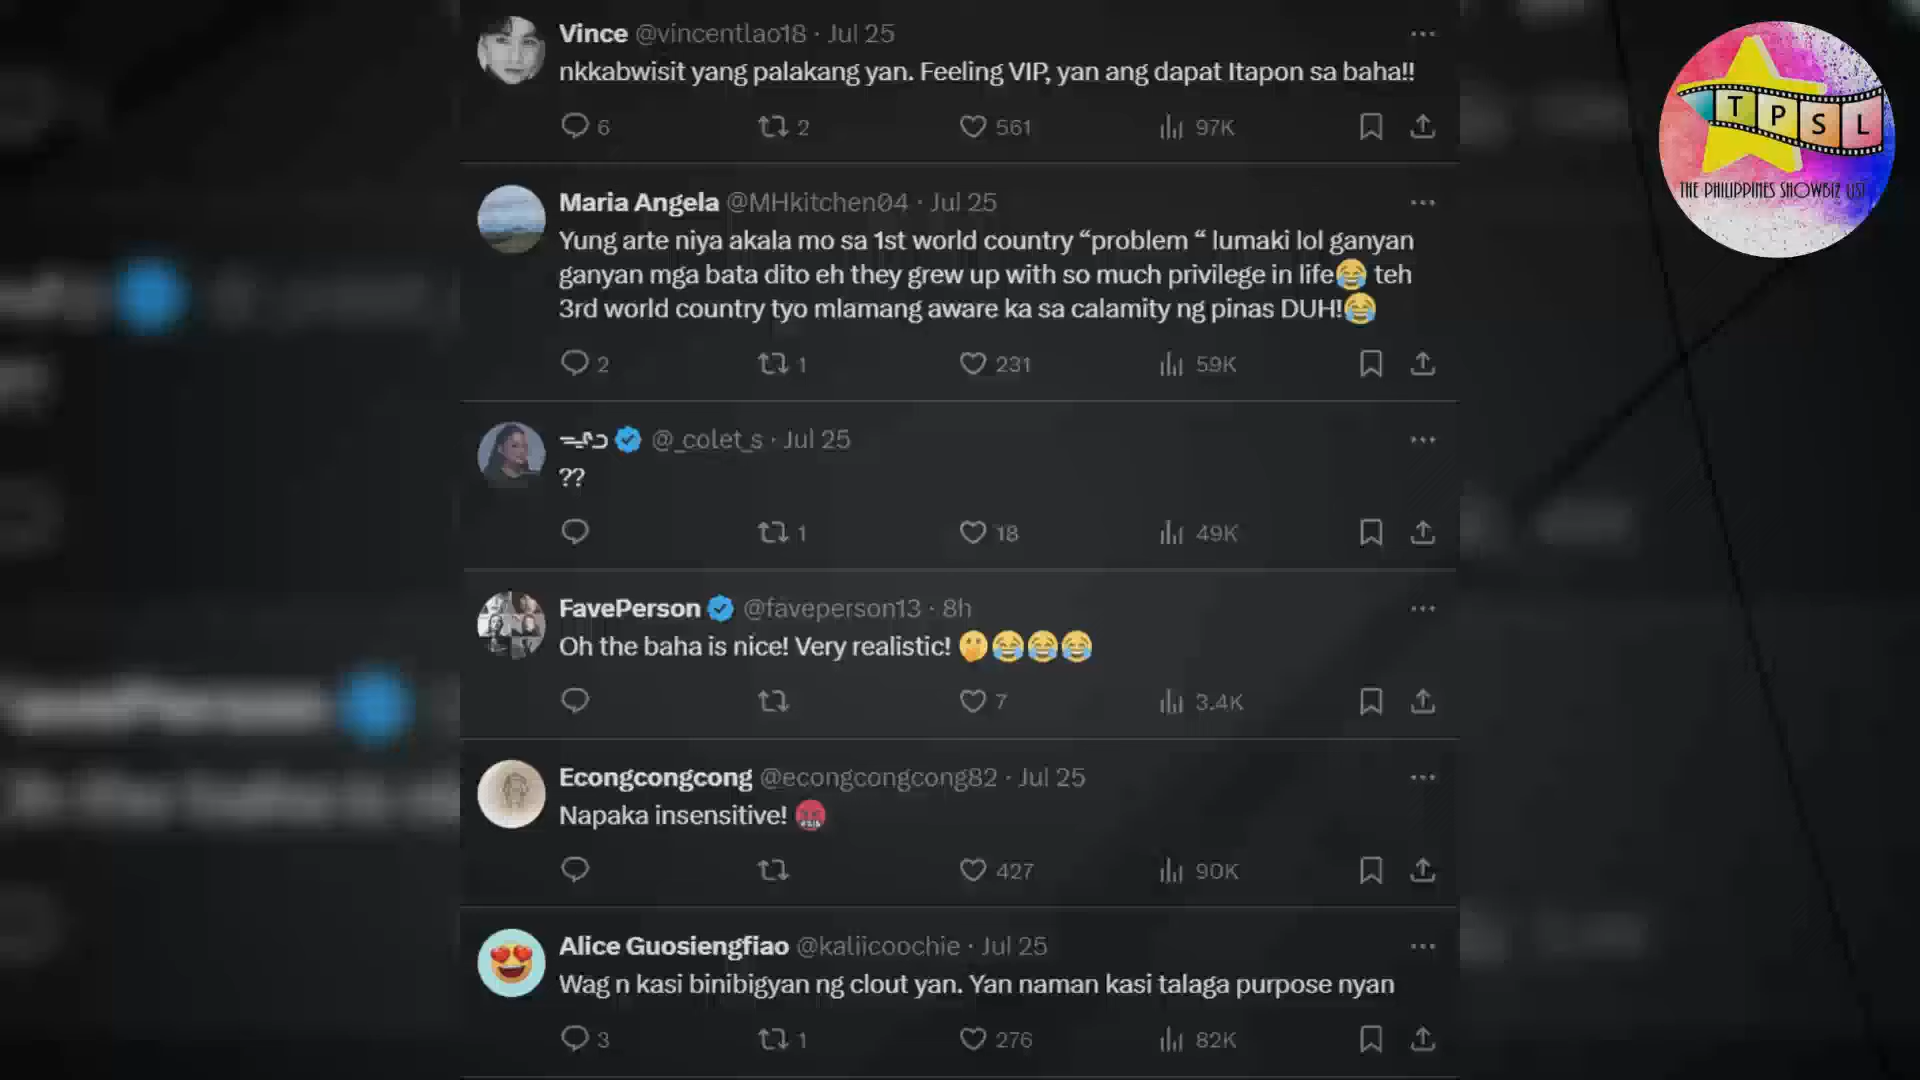 Vince @vincentlao18 · Jul 25
nkkabwisit yang palakang yan. Feeling VIP, yan ang dapat Itapon sa baha!!
6 2 561 97K
Maria Angela @MHkitchen04 · Jul 25
Yung arte niya akala mo sa 1st world country “problem “ lumaki lol ganyan
ganyan mga bata dito eh they grew up with so much privilege in life😂 teh
3rd world country tyo mlamang aware ka sa calamity ng pinas DUH!😂
2 1 231 59K
@_colet_s · Jul 25
??
1 18 49K
FavePerson @faveperson13 · 8h
Oh the baha is nice! Very realistic! 🫢😂😂😂
7 3.4K
Econgcongcong @econgcongcong82 · Jul 25
Napaka insensitive! 🤬
427 90K
Alice Guosiengfiao @kaliicoochie · Jul 25
Wag n kasi binibigyan ng clout yan. Yan naman kasi talaga purpose nyan
3 1 276 82K
TPSL
THE PHILIPPINES SHOWBIZ LIST